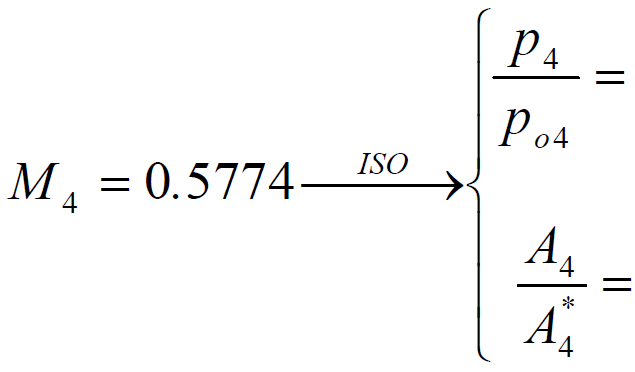 p4/po4 =
M4 = 0.5774 —ISO→ {
A4/A4* =